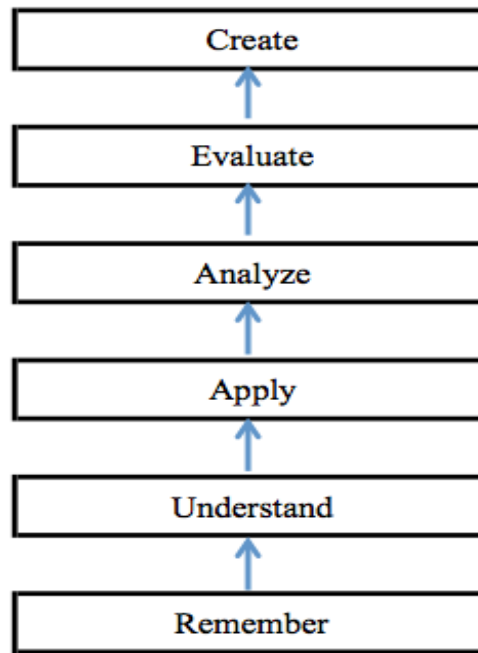 Create
Evaluate
Analyze
Apply
Understand
Remember